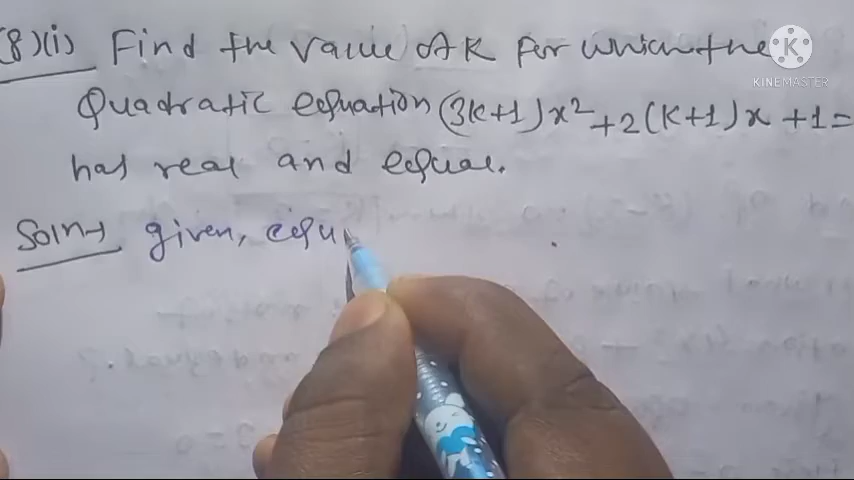 (8)(i) Find the value of K for which the
Quadratic equation (3K+1)x²+2(K+1)x+1=
has real and equal.
Soln→ given, equ
K
KINEMASTER